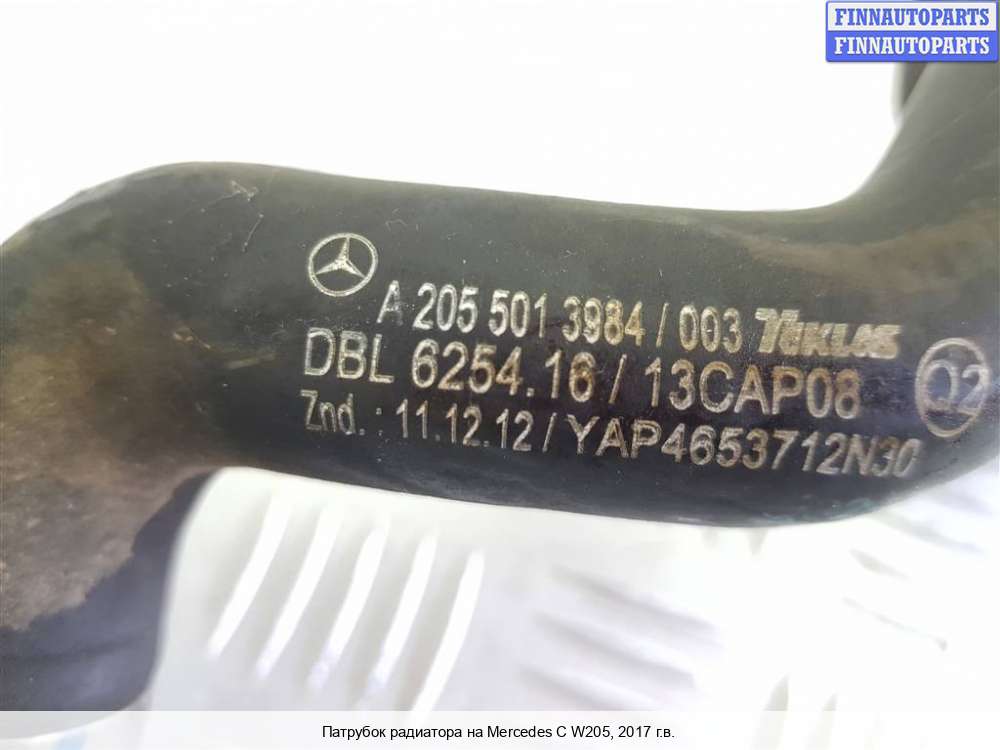 FINNAUTOPARTS
FINNAUTOPARTS
A 205 501 3984 / 003 TEKLAS
DBL 6254.16 / 13CAP08
Q2
Znd. : 11.12.12 / YAP4653712N30
Патрубок радиатора на Mercedes C W205, 2017 г.в.